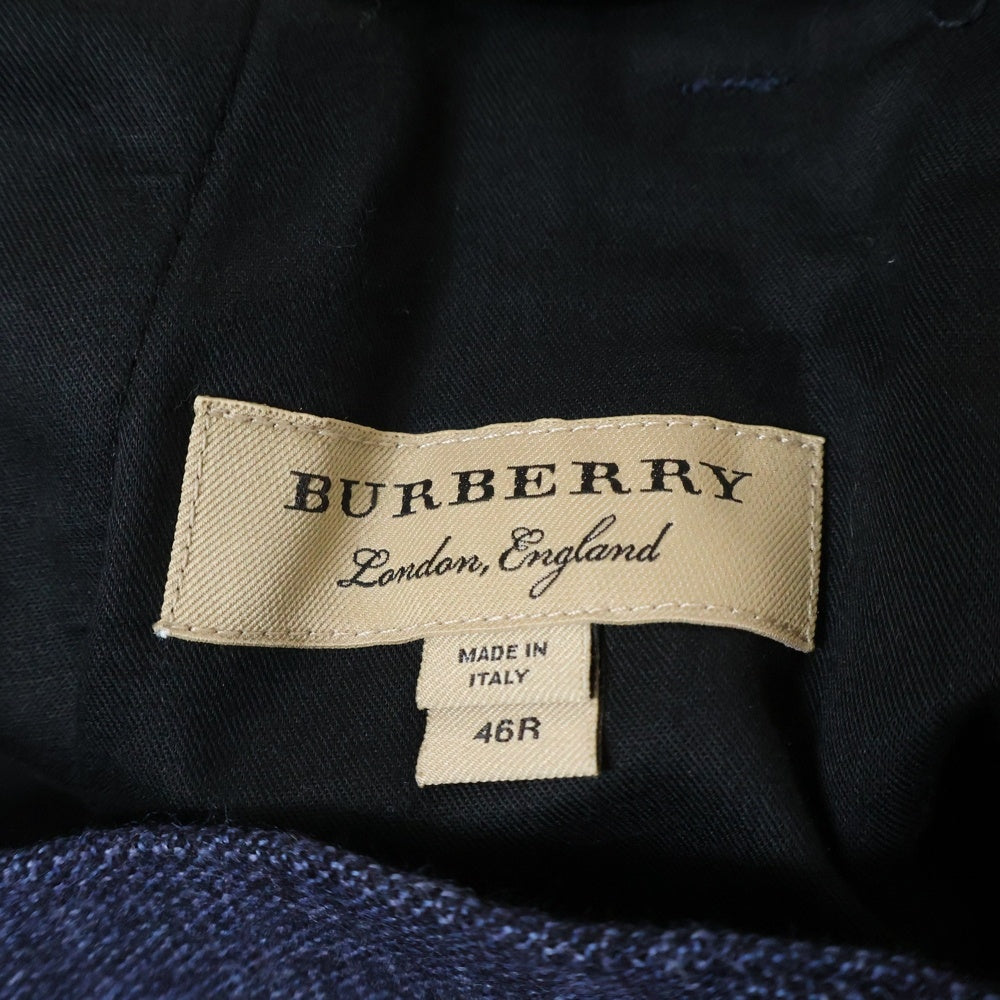 BURBERRY
London, England
MADE IN
ITALY
46R